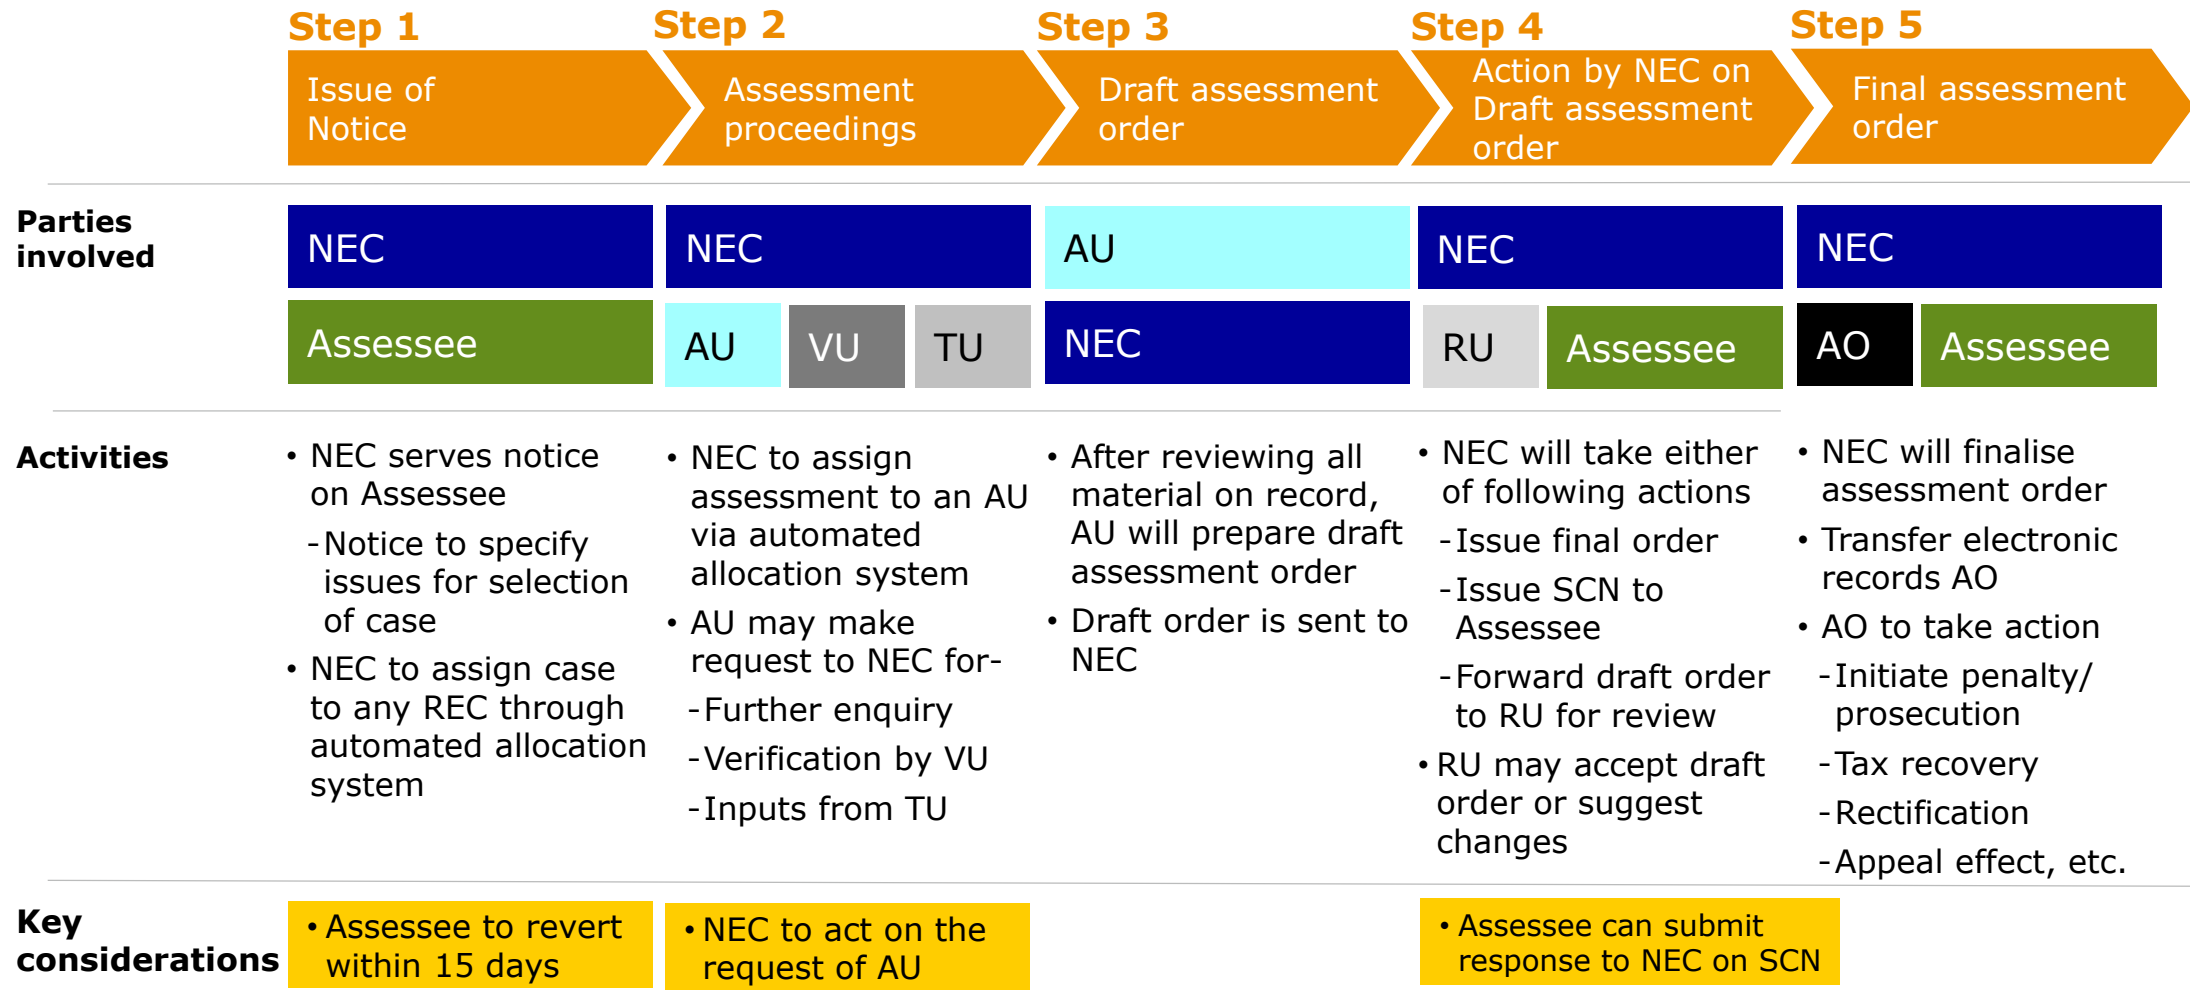 Step 1
Step 2
Step 3
Step 4
Step 5
Issue of
Notice
Assessment
proceedings
Draft assessment
order
Action by NEC on
Draft assessment
order
Final assessment
order
Parties
involved
NEC
NEC
AU
NEC
NEC
Assessee
AU
VU
TU
NEC
RU
Assessee
AO
Assessee
Activities
• NEC serves notice
on Assessee
-Notice to specify
issues for selection
of case
• NEC to assign case
to any REC through
automated allocation
system
• NEC to assign
assessment to an AU
via automated
allocation system
• AU may make
request to NEC for-
-Further enquiry
-Verification by VU
-Inputs from TU
• After reviewing all
material on record,
AU will prepare draft
assessment order
• Draft order is sent to
NEC
• NEC will take either
of following actions
-Issue final order
-Issue SCN to
Assessee
-Forward draft order
to RU for review
• RU may accept draft
order or suggest
changes
• NEC will finalise
assessment order
• Transfer electronic
records AO
• AO to take action
-Initiate penalty/
prosecution
-Tax recovery
-Rectification
-Appeal effect, etc.
Key
considerations
• Assessee to revert
within 15 days
• NEC to act on the
request of AU
• Assessee can submit
response to NEC on SCN